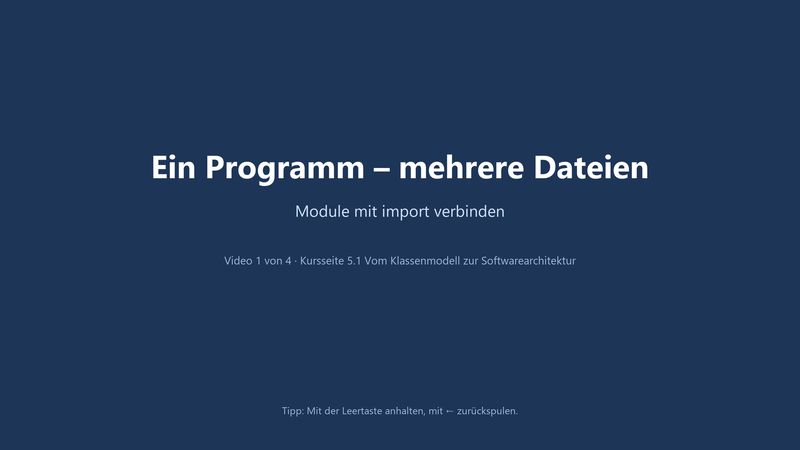 Ein Programm – mehrere Dateien
Module mit import verbinden
Video 1 von 4 · Kursseite 5.1 Vom Klassenmodell zur Softwarearchitektur
Tipp: Mit der Leertaste anhalten, mit ← zurückspulen.